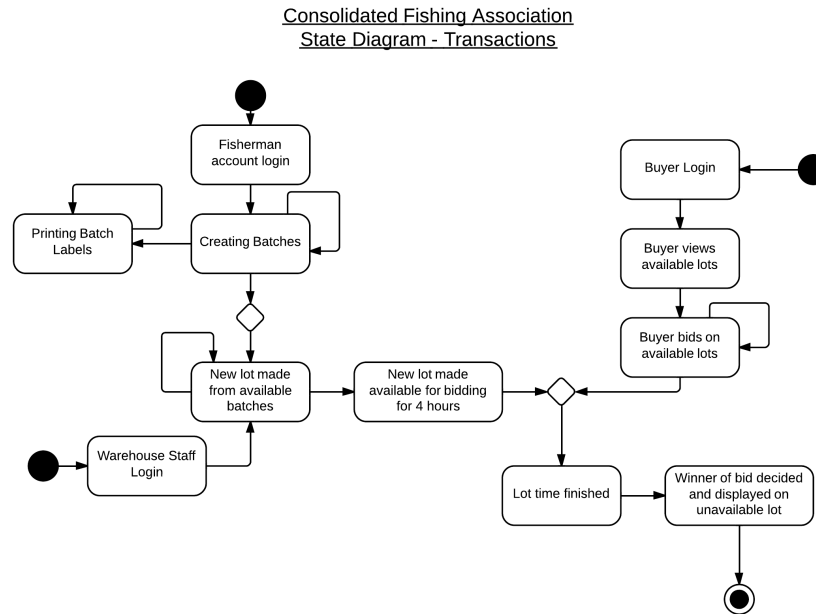 Consolidated Fishing Association
State Diagram - Transactions
Fisherman
account login
Buyer Login
Printing Batch
Labels
Creating Batches
Buyer views
available lots
Buyer bids on
available lots
New lot made
from available
batches
New lot made
available for bidding
for 4 hours
Warehouse Staff
Login
Lot time finished
Winner of bid decided
and displayed on
unavailable lot